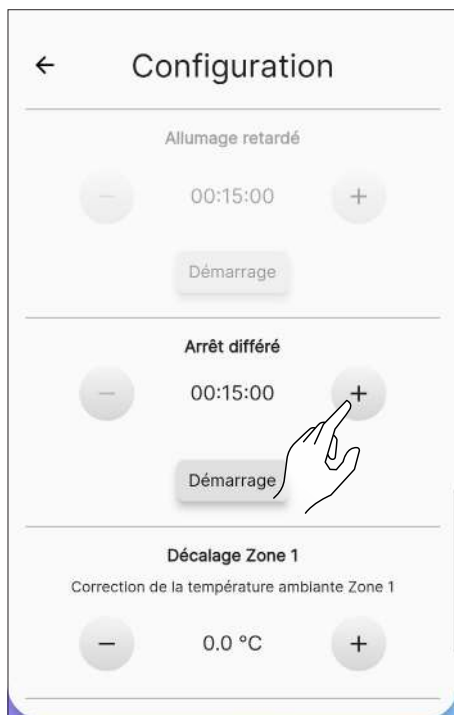 ← Configuration
Allumage retardé
− 00:15:00 +
Démarrage
Arrêt différé
− 00:15:00 +
Démarrage
Décalage Zone 1
Correction de la température ambiante Zone 1
− 0.0 °C +